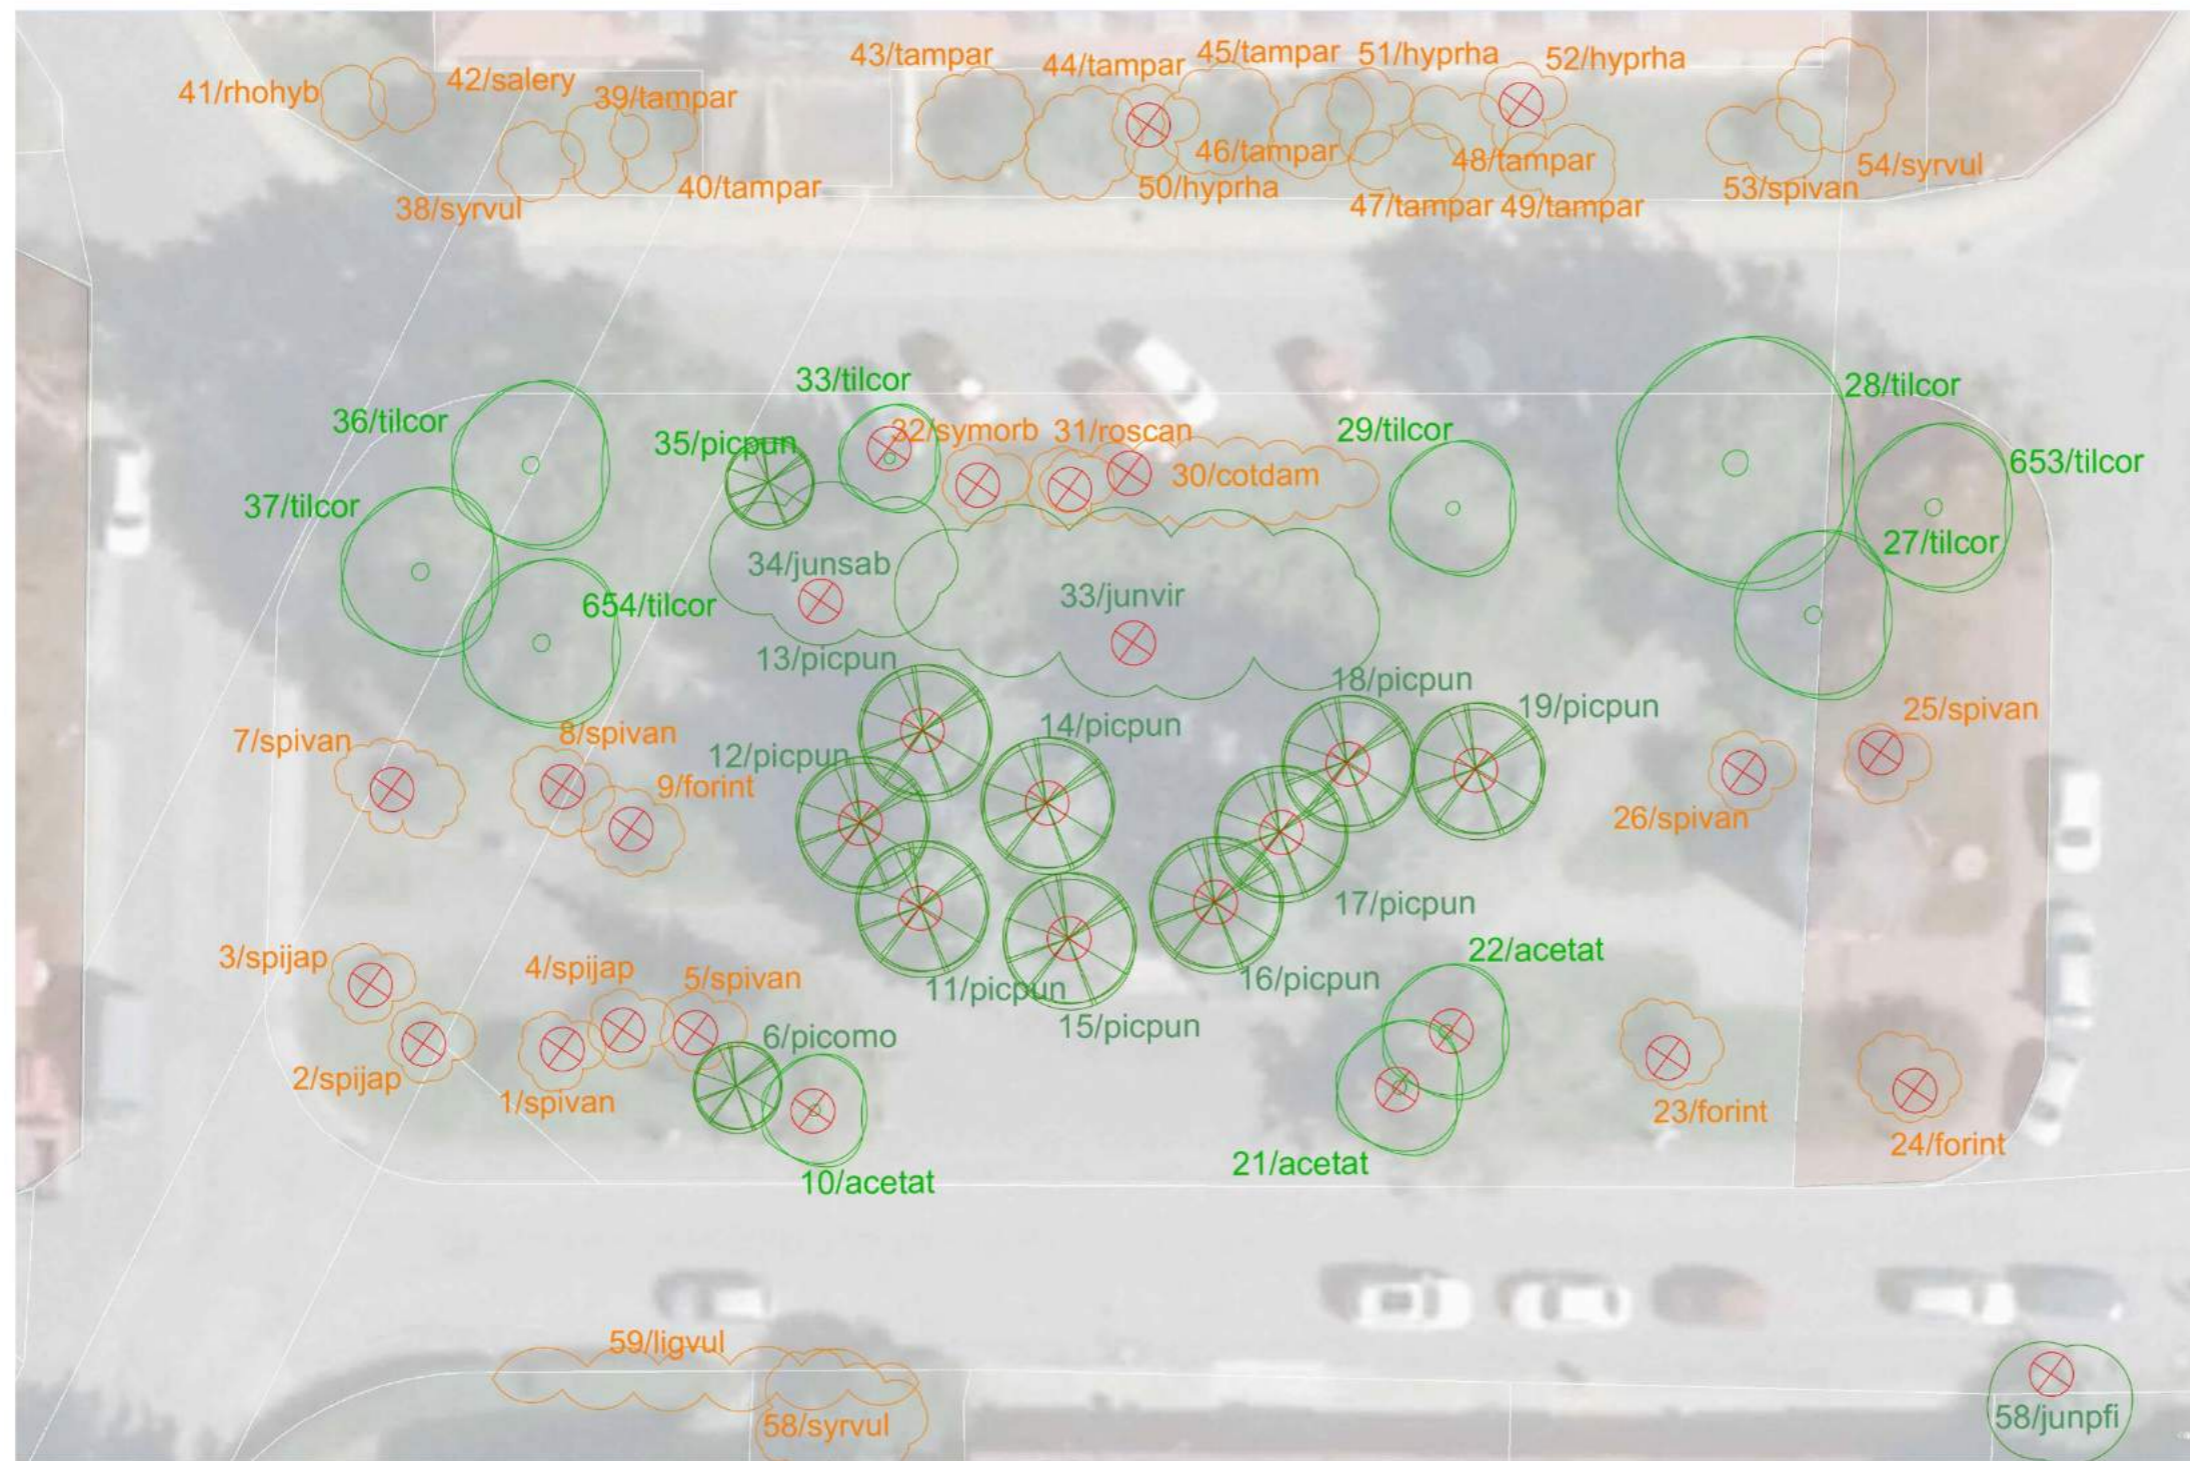 43/tampar
44/tampar
45/tampar
51/hyprha
52/hyprha
41/rhohyb
42/salery
39/tampar
46/tampar
48/tampar
54/syrvul
40/tampar
50/hyprha
53/spivan
38/syrvul
47/tampar
49/tampar
33/tilcor
28/tilcor
36/tilcor
35/picpun
32/symorb
31/roscan
29/tilcor
653/tilcor
30/cotdam
37/tilcor
27/tilcor
34/junsab
654/tilcor
33/junvir
13/picpun
18/picpun
19/picpun
25/spivan
7/spivan
8/spivan
14/picpun
12/picpun
9/forint
26/spivan
17/picpun
3/spijap
4/spijap
5/spivan
22/acetat
11/picpun
16/picpun
15/picpun
6/picomo
2/spijap
1/spivan
23/forint
24/forint
21/acetat
10/acetat
59/ligvul
58/syrvul
58/junpfi